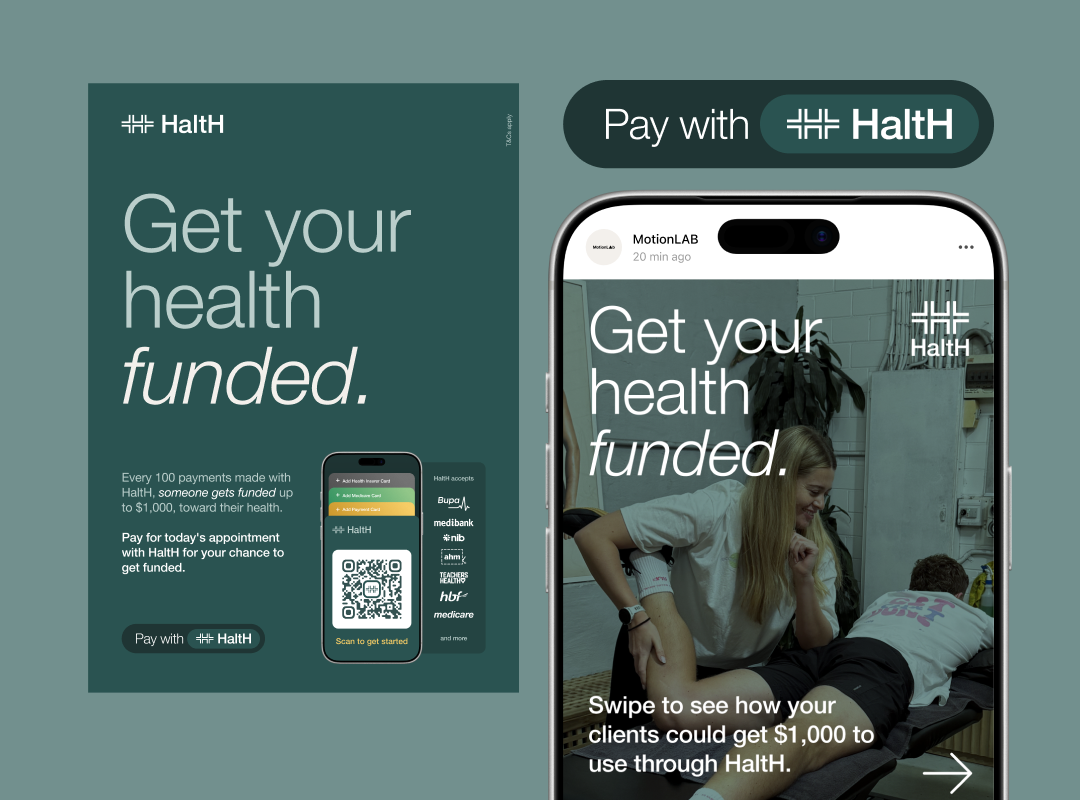 HaltH
T&Cs apply
Get your
health
funded.
Every 100 payments made with
HaltH, someone gets funded up
to $1,000, toward their health.
Pay for today's appointment
with HaltH for your chance to
get funded.
Pay with HaltH
+ Add Health Insurer Card
+ Add Medicare Card
+ Add Payment Card
HaltH
Scan to get started
HaltH accepts
Bupa
medibank
nib
ahm
TEACHERS
HEALTH
hbf
medicare
and more
Pay with HaltH
MotionLAB
MotionLAB
20 min ago
Get your
health
funded.
HaltH
Swipe to see how your
clients could get $1,000 to
use through HaltH.